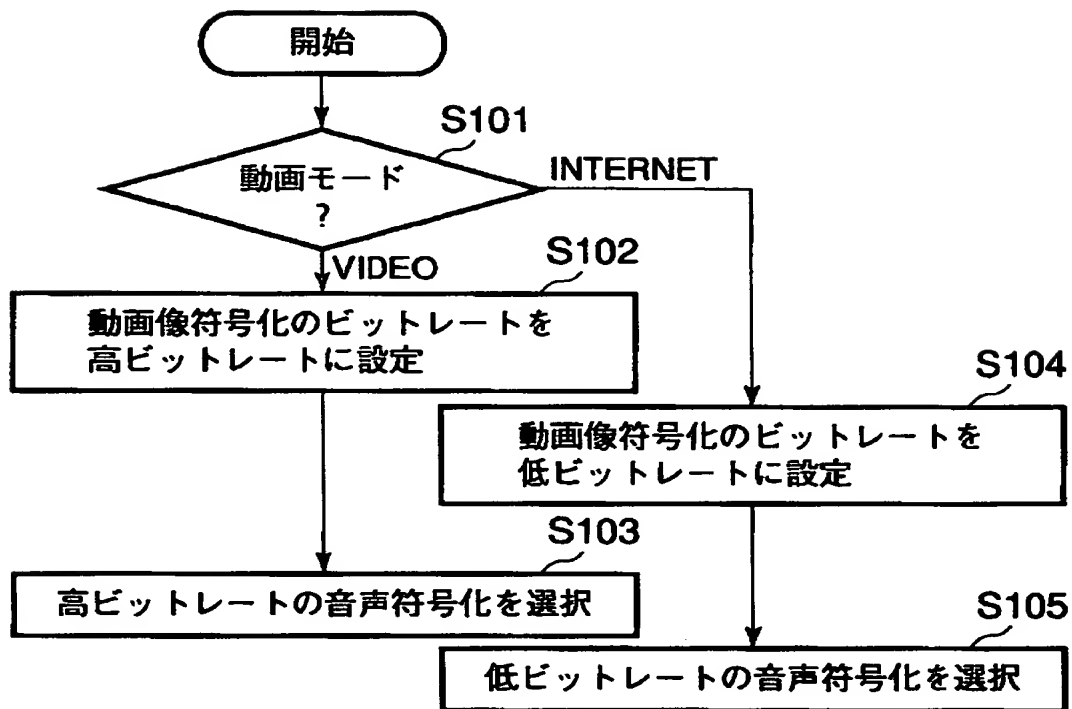 開始
S101
動画モード
?
INTERNET
VIDEO
S102
動画像符号化のビットレートを
高ビットレートに設定
S104
動画像符号化のビットレートを
低ビットレートに設定
S103
高ビットレートの音声符号化を選択
S105
低ビットレートの音声符号化を選択